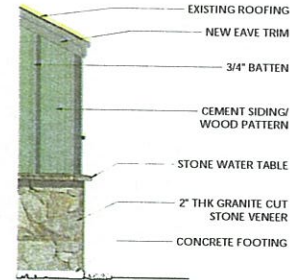 EXISTING ROOFING
NEW EAVE TRIM
3/4" BATTEN
CEMENT SIDING/
WOOD PATTERN
STONE WATER TABLE
2" THK GRANITE CUT
STONE VENEER
CONCRETE FOOTING